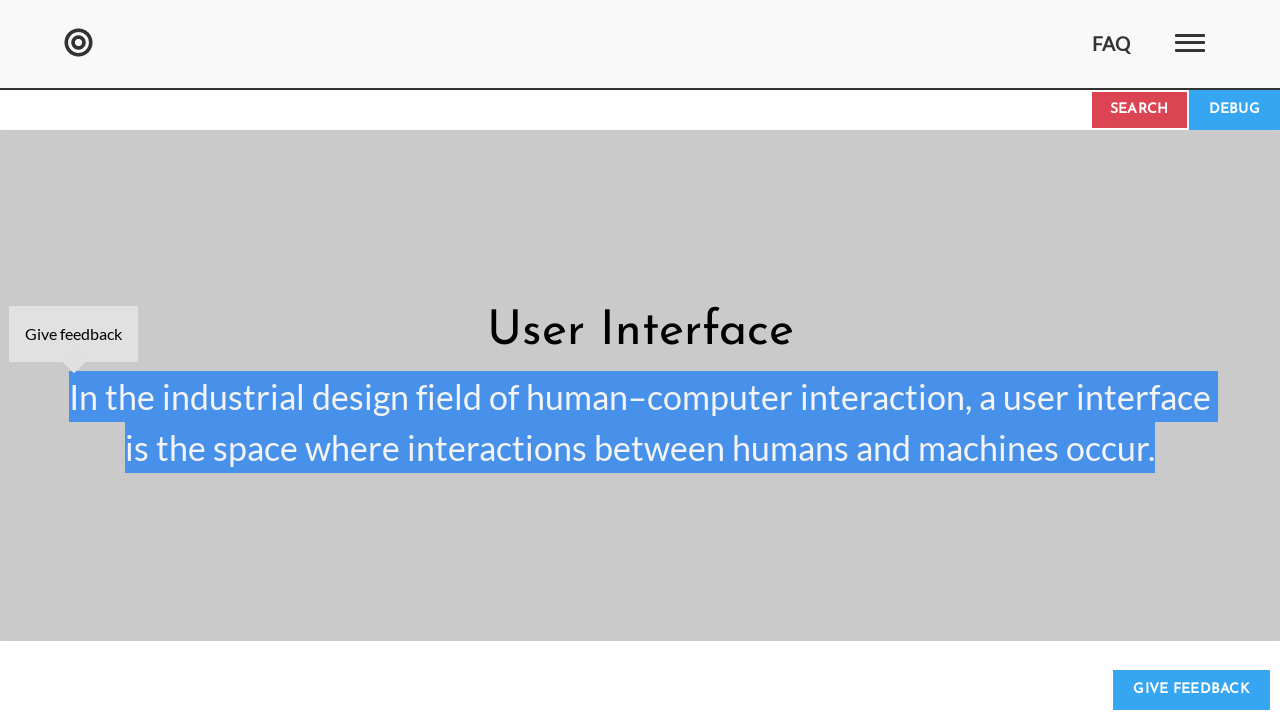 FAQ
SEARCH
DEBUG
User Interface
Give feedback
In the industrial design field of human–computer interaction, a user interface
is the space where interactions between humans and machines occur.
GIVE FEEDBACK